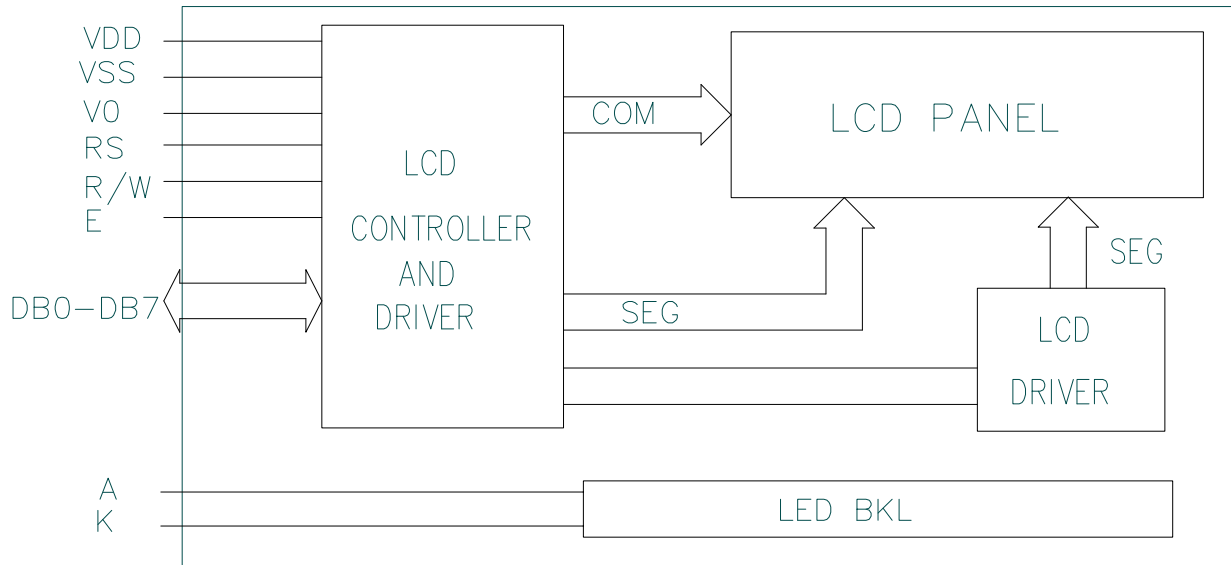 VDD
VSS
V0
RS
R/W
E
DB0-DB7
LCD
CONTROLLER
AND
DRIVER
COM
LCD PANEL
SEG
SEG
LCD
DRIVER
A
K
LED BKL